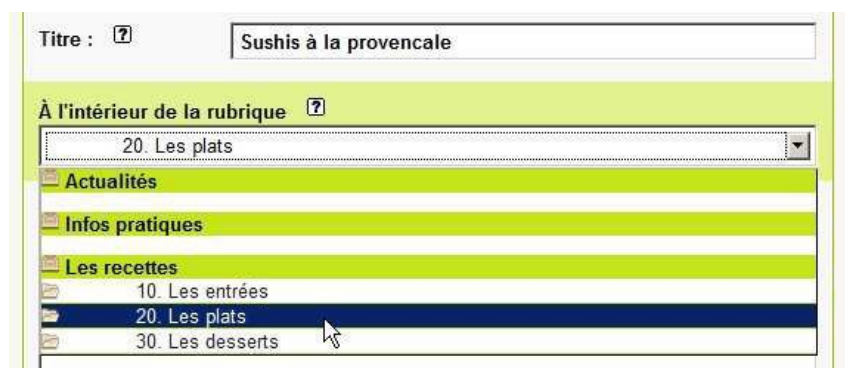 Titre : ? Sushis à la provencale
À l'intérieur de la rubrique ?
20. Les plats
Actualités
Infos pratiques
Les recettes
10. Les entrées
20. Les plats
30. Les desserts